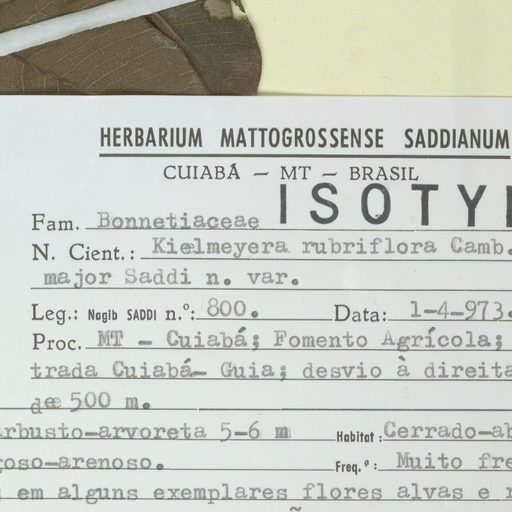 HERBARIUM MATTOGROSSENSE SADDIANUM
CUIABÁ — MT — BRASIL
ISOTY
Fam. Bonnetiaceae
N. Cient.: Kielmeyera rubriflora Camb.
major Saddi n. var.
Leg.: Nagib SADDI n.º: 800. Data: 1-4-973.
Proc. MT - Cuiabá; Fomento Agrícola;
trada Cuiabá- Guia; desvio à direita
de 500 m.
rbusto-arvoreta 5-6 m Habitat: Cerrado-ab
goso-arenoso. Freq.ª: Muito fre
em alguns exemplares flores alvas e